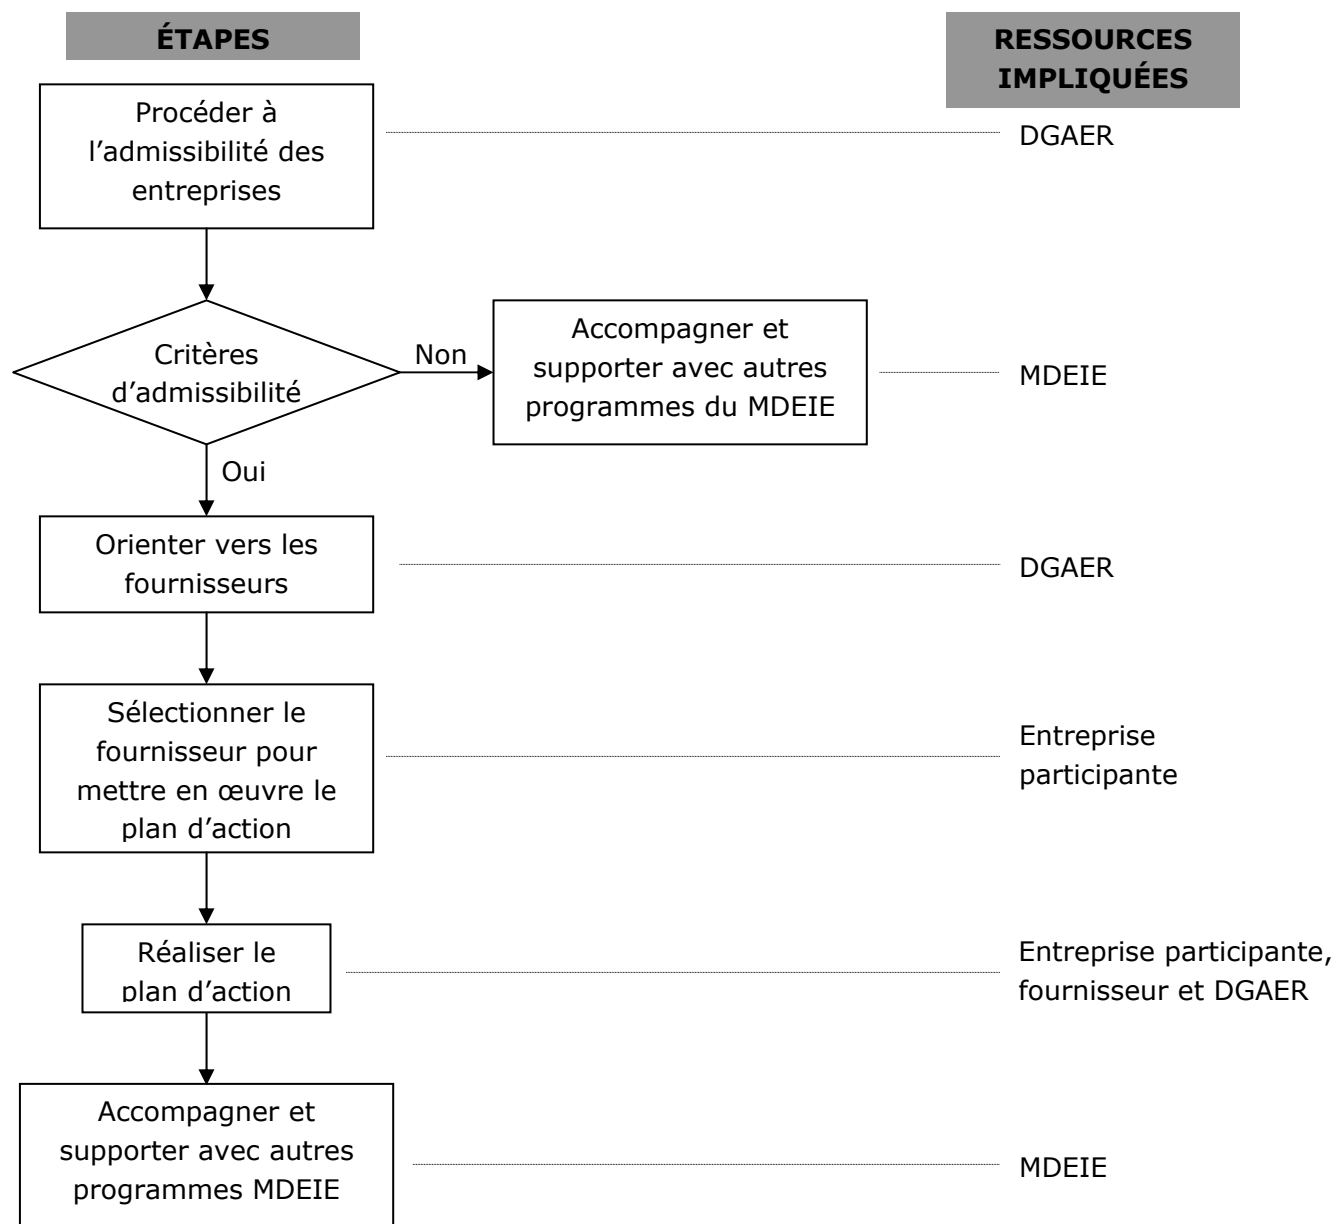 ÉTAPES
RESSOURCES
IMPLIQUÉES
Procéder à
l’admissibilité des
entreprises
DGAER
Critères
d’admissibilité
Non
Accompagner et
supporter avec autres
programmes du MDEIE
MDEIE
Oui
Orienter vers les
fournisseurs
DGAER
Sélectionner le
fournisseur pour
mettre en œuvre le
plan d’action
Entreprise
participante
Réaliser le
plan d’action
Entreprise participante,
fournisseur et DGAER
Accompagner et
supporter avec autres
programmes MDEIE
MDEIE